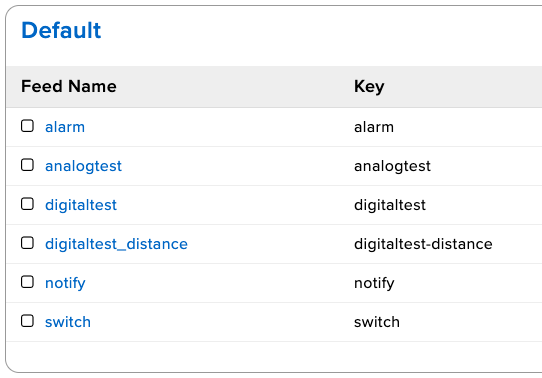 Default
Feed Name Key
alarm alarm
analogtest analogtest
digitaltest digitaltest
digitaltest_distance digitaltest-distance
notify notify
switch switch